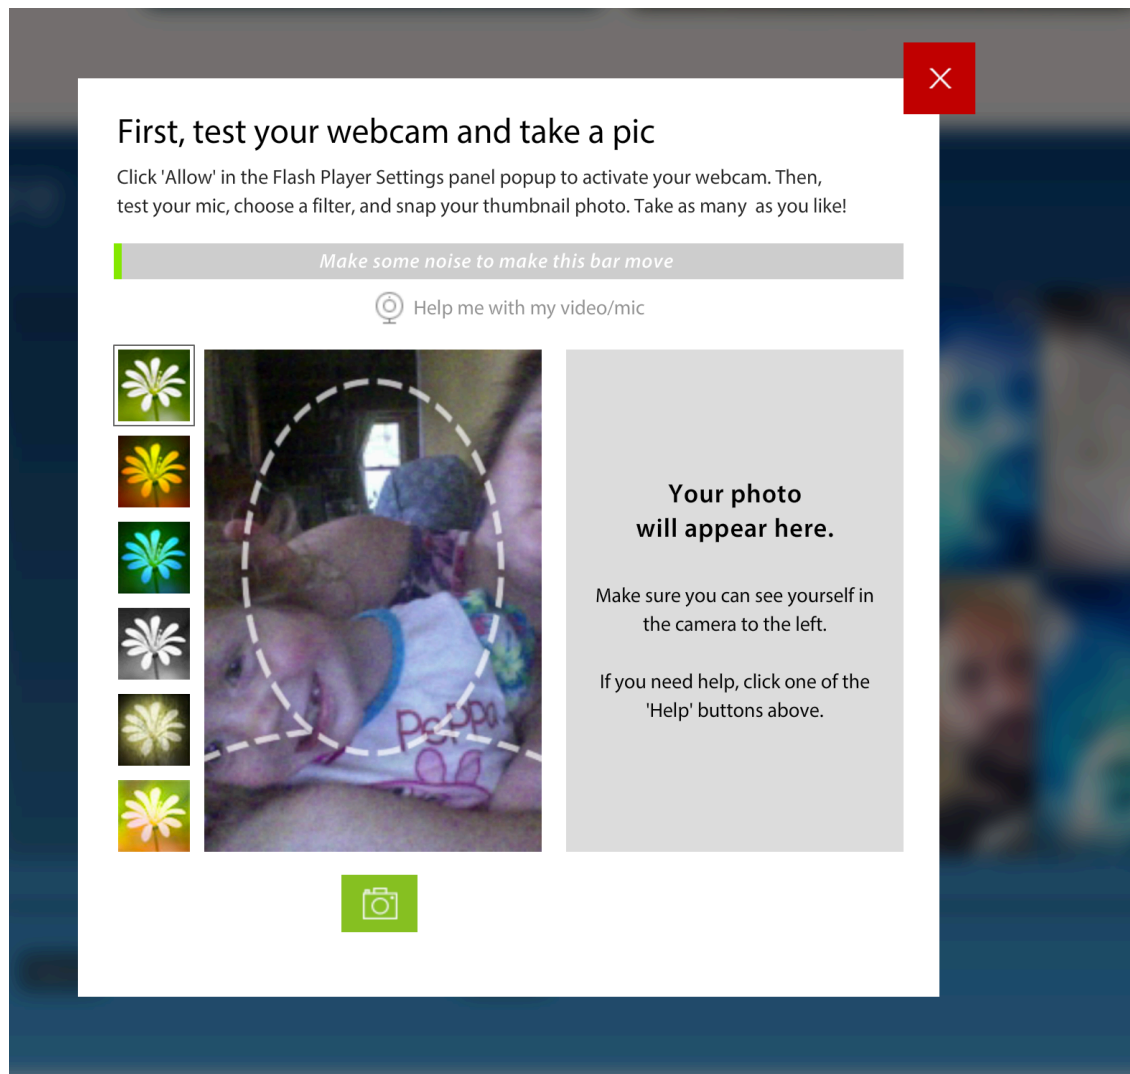 First, test your webcam and take a pic
Click 'Allow' in the Flash Player Settings panel popup to activate your webcam. Then,
test your mic, choose a filter, and snap your thumbnail photo. Take as many as you like!
Make some noise to make this bar move
Help me with my video/mic
Your photo
will appear here.
Make sure you can see yourself in
the camera to the left.
If you need help, click one of the
'Help' buttons above.
Poppa